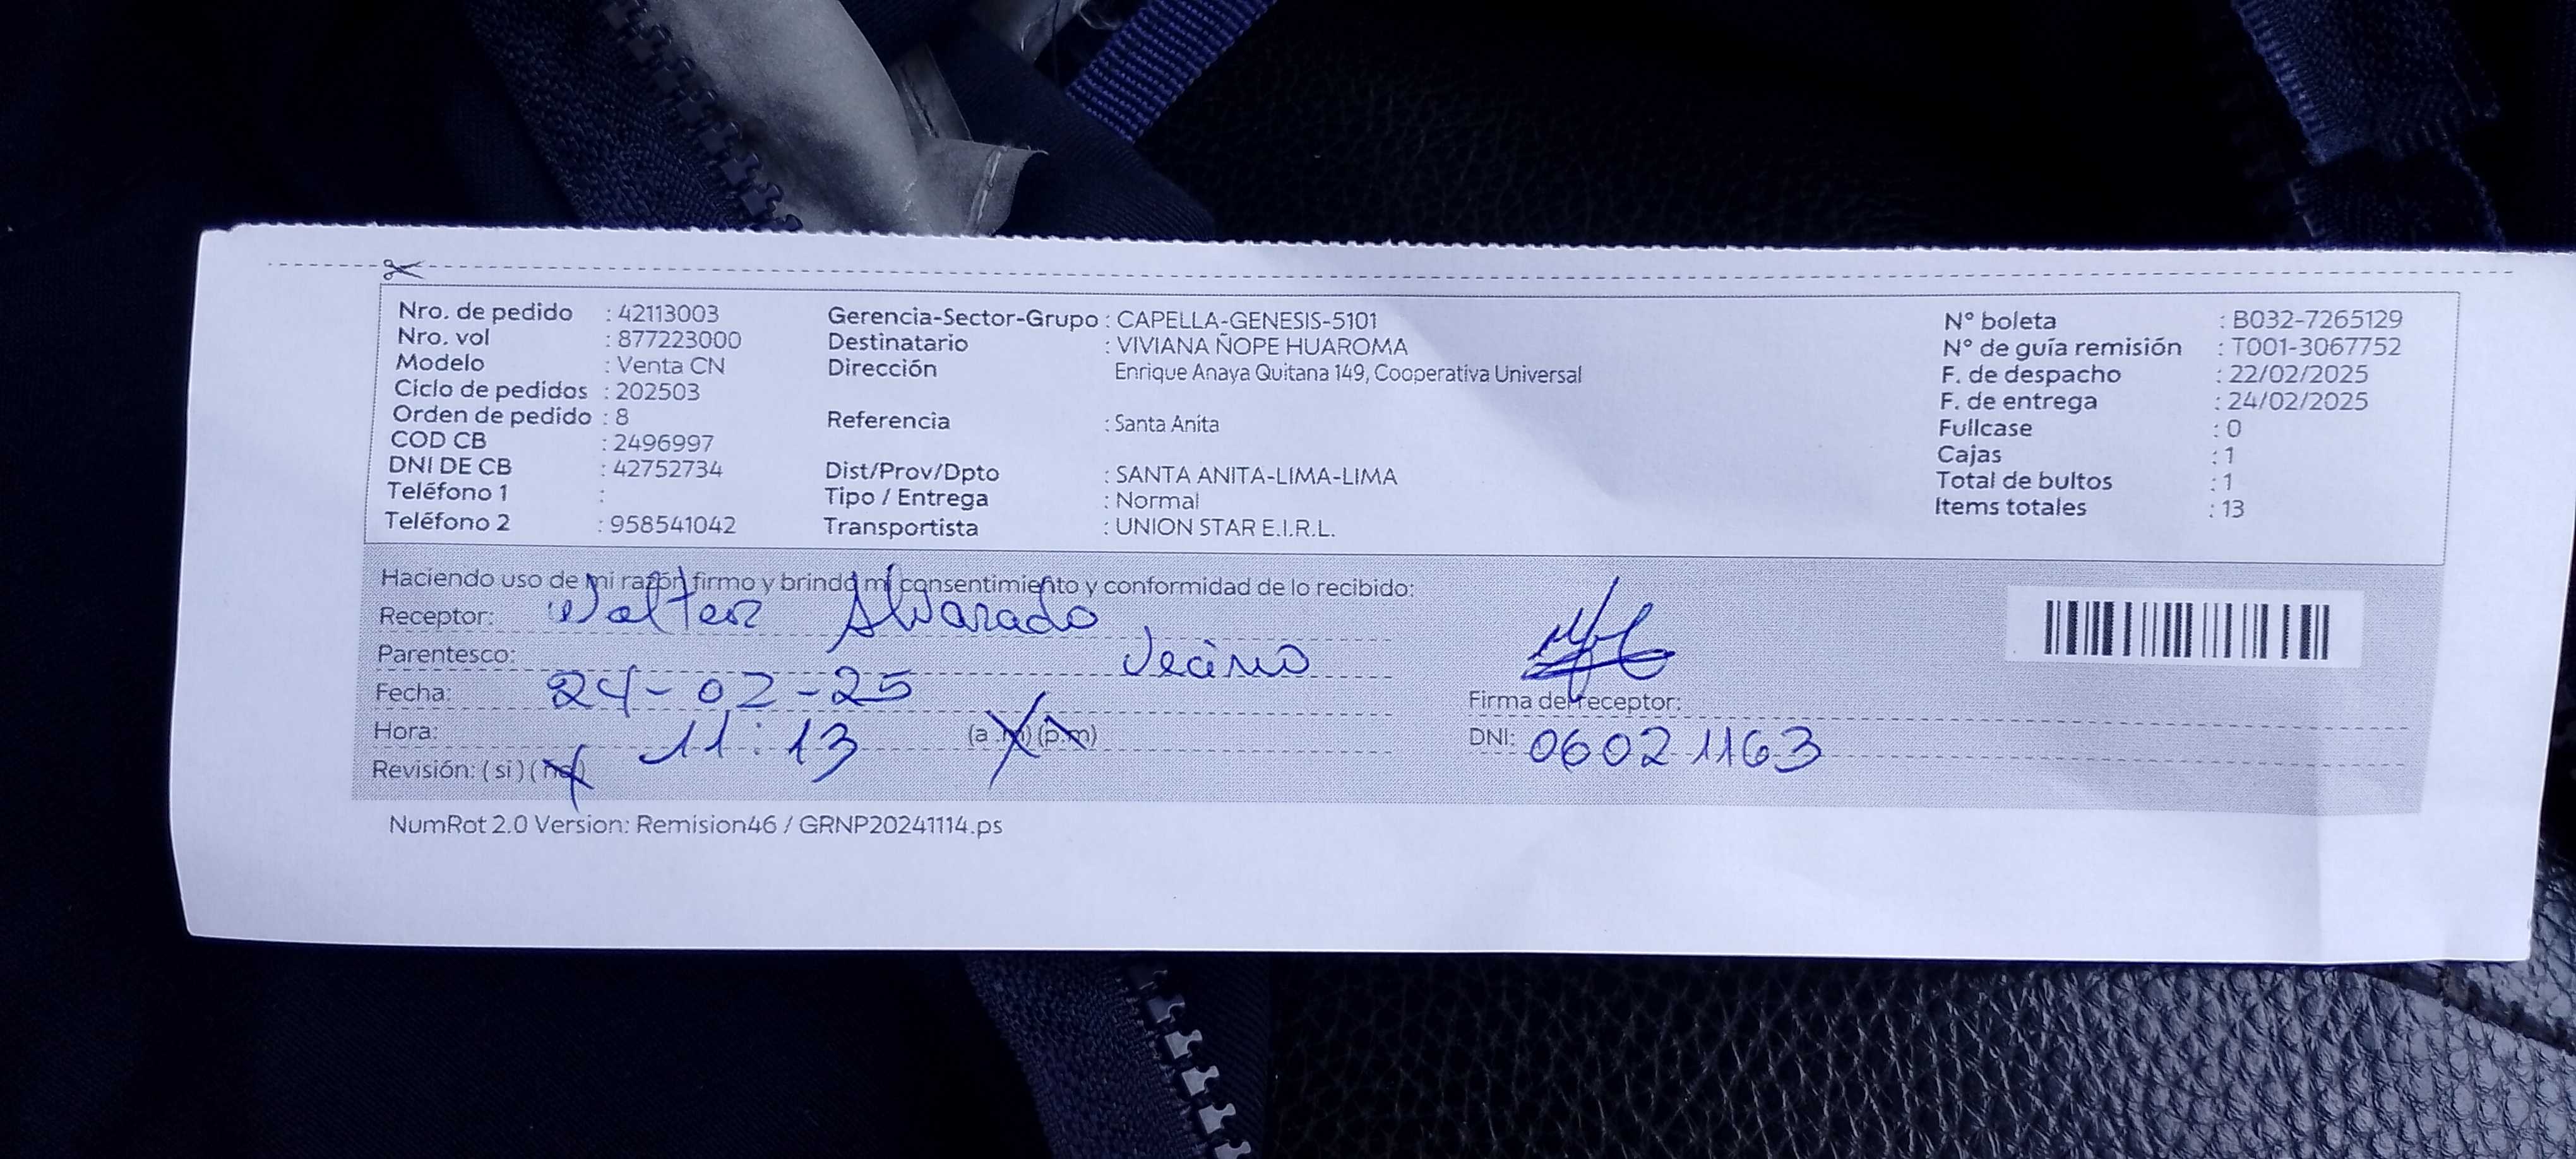 Nro. de pedido : 42113003
Nro. vol : 877223000
Modelo : Venta CN
Ciclo de pedidos : 202503
Orden de pedido : 8
COD CB : 2496997
DNI DE CB : 42752734
Teléfono 1 :
Teléfono 2 : 958541042
Gerencia-Sector-Grupo : CAPELLA-GENESIS-5101
Destinatario : VIVIANA ÑOPE HUAROMA
Dirección Enrique Anaya Quitana 149, Cooperativa Universal
Referencia : Santa Anita
Dist/Prov/Dpto : SANTA ANITA-LIMA-LIMA
Tipo / Entrega : Normal
Transportista : UNION STAR E.I.R.L.
N° boleta : B032-7265129
N° de guía remisión : T001-3067752
F. de despacho : 22/02/2025
F. de entrega : 24/02/2025
Fullcase : 0
Cajas : 1
Total de bultos : 1
Items totales : 13
Haciendo uso de mi razón firmo y brindo mi consentimiento y conformidad de lo recibido:
Receptor: Walter Alvarado
Parentesco: Vecino
Fecha: 24-02-25
Hora: 11:13 (a.m) (p.m)
Revisión: ( si ) ( no )
Firma del receptor:
DNI: 06021163
NumRot 2.0 Version: Remision46 / GRNP20241114.ps